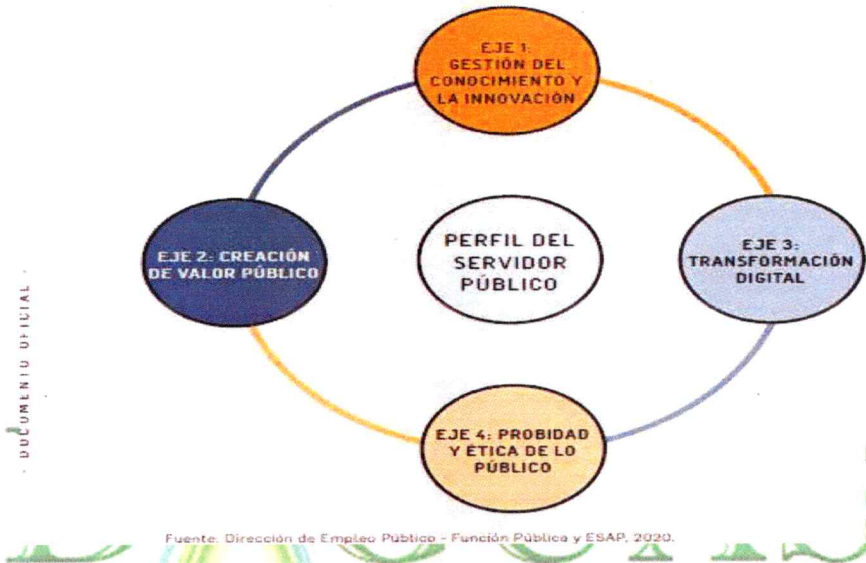 EJE 1:
GESTIÓN DEL
CONOCIMIENTO Y
LA INNOVACIÓN
EJE 2: CREACIÓN
DE VALOR PÚBLICO
PERFIL DEL
SERVIDOR
PÚBLICO
EJE 3:
TRANSFORMACIÓN
DIGITAL
EJE 4: PROBIDAD
Y ÉTICA DE LO
PÚBLICO
- DOCUMENTO OFICIAL -
Fuente: Dirección de Empleo Público - Función Pública y ESAP, 2020.